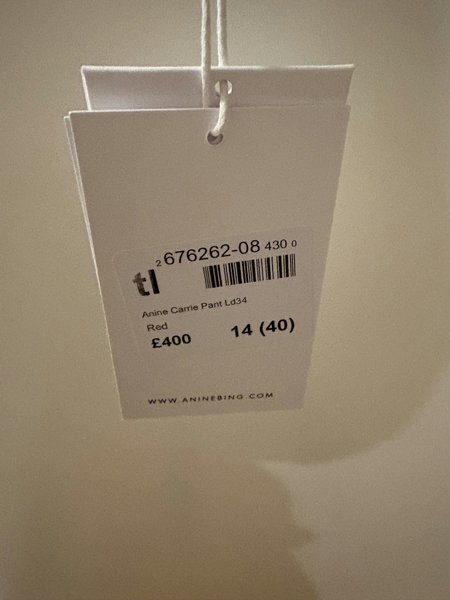 2 676262-08 430 0
tl
Anine Carrie Pant Ld34
Red
£400 14 (40)
WWW.ANINEBING.COM